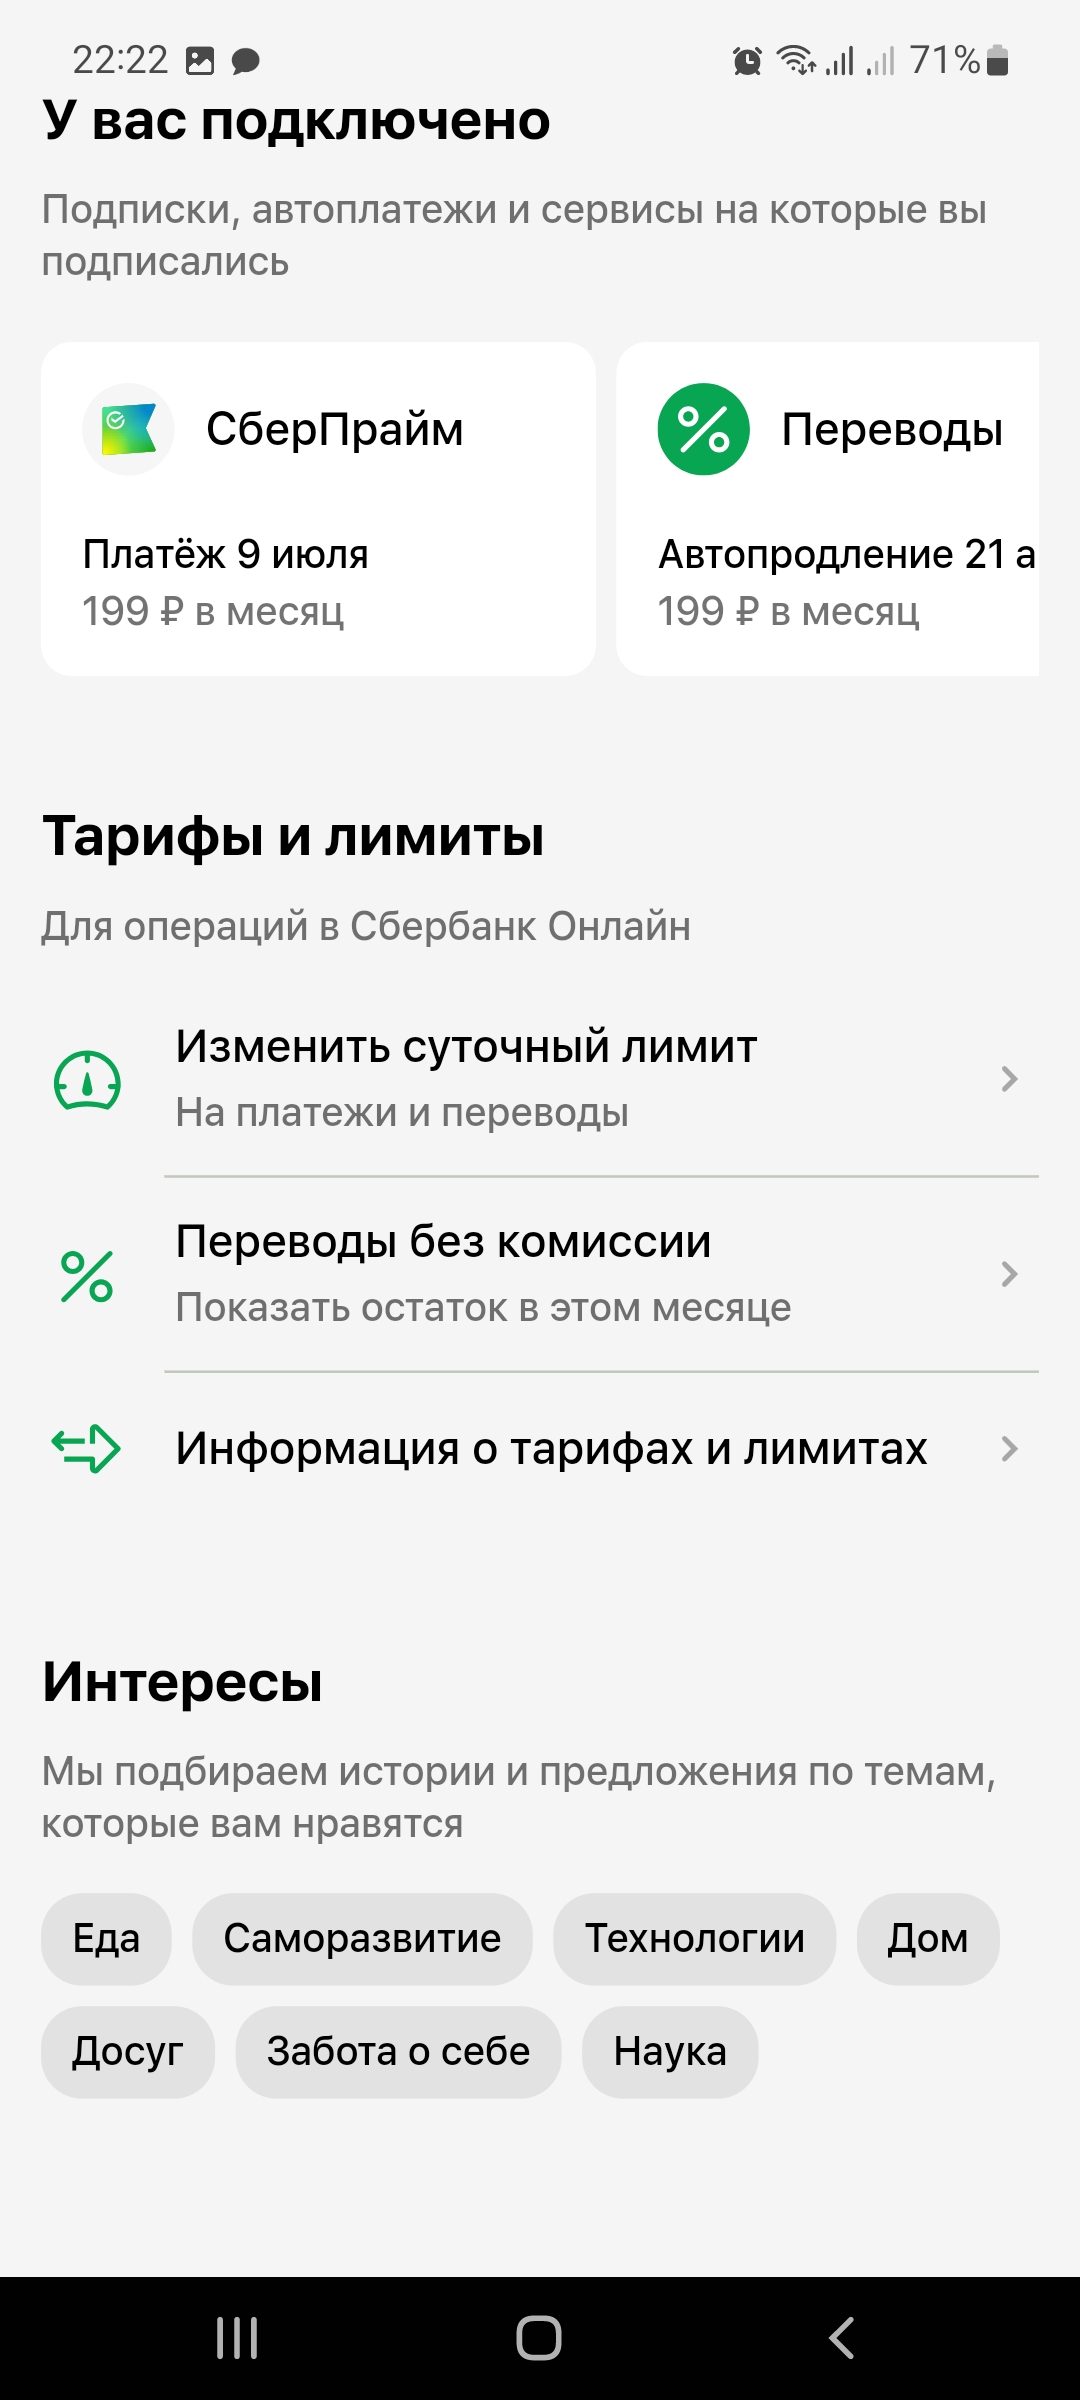 22:22
71%
У вас подключено
Подписки, автоплатежи и сервисы на которые вы
подписались
СберПрайм
Платёж 9 июля
199 ₽ в месяц
Переводы
Автопродление 21 а
199 ₽ в месяц
Тарифы и лимиты
Для операций в Сбербанк Онлайн
Изменить суточный лимит
На платежи и переводы
Переводы без комиссии
Показать остаток в этом месяце
Информация о тарифах и лимитах
Интересы
Мы подбираем истории и предложения по темам,
которые вам нравятся
Еда Саморазвитие Технологии Дом
Досуг Забота о себе Наука